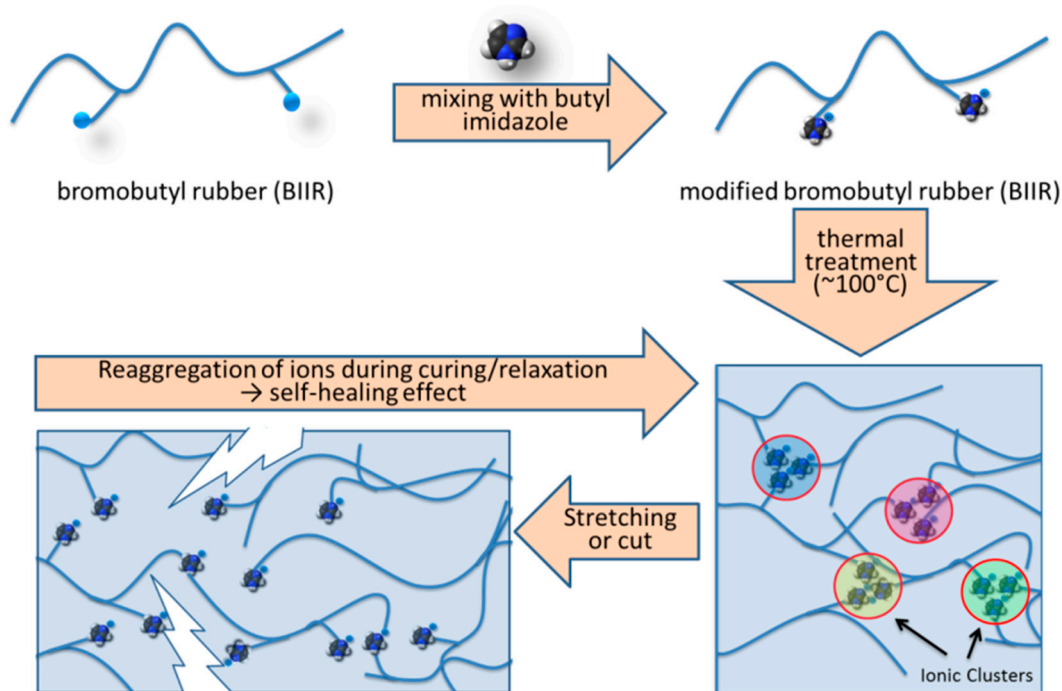 mixing with butyl
imidazole
bromobutyl rubber (BIIR)
modified bromobutyl rubber (BIIR)
thermal
treatment
(~100°C)
Reaggregation of ions during curing/relaxation
→ self-healing effect
Stretching
or cut
Ionic Clusters